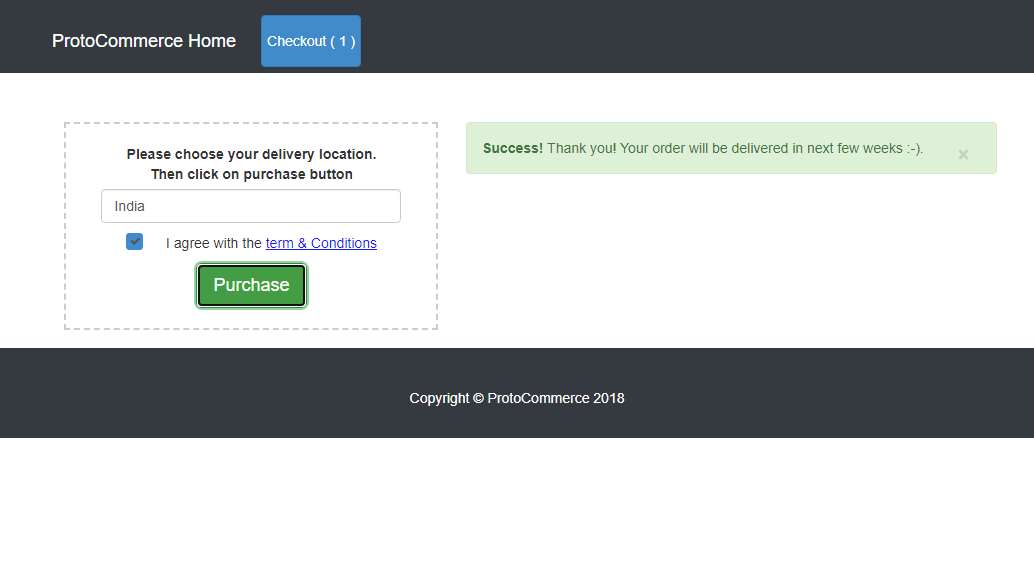 ProtoCommerce Home
Checkout ( 1 )
Please choose your delivery location.
Then click on purchase button
India
I agree with the term & Conditions
Purchase
Success! Thank you! Your order will be delivered in next few weeks :-).
×
Copyright © ProtoCommerce 2018